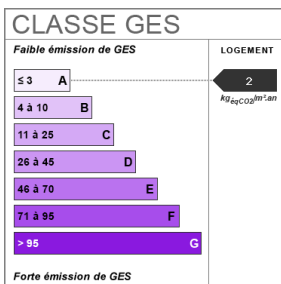 CLASSE GES
Faible émission de GES
LOGEMENT
≤ 3 A
2
kgéqCO2/m².an
4 à 10 B
11 à 25 C
26 à 45 D
46 à 70 E
71 à 95 F
> 95 G
Forte émission de GES